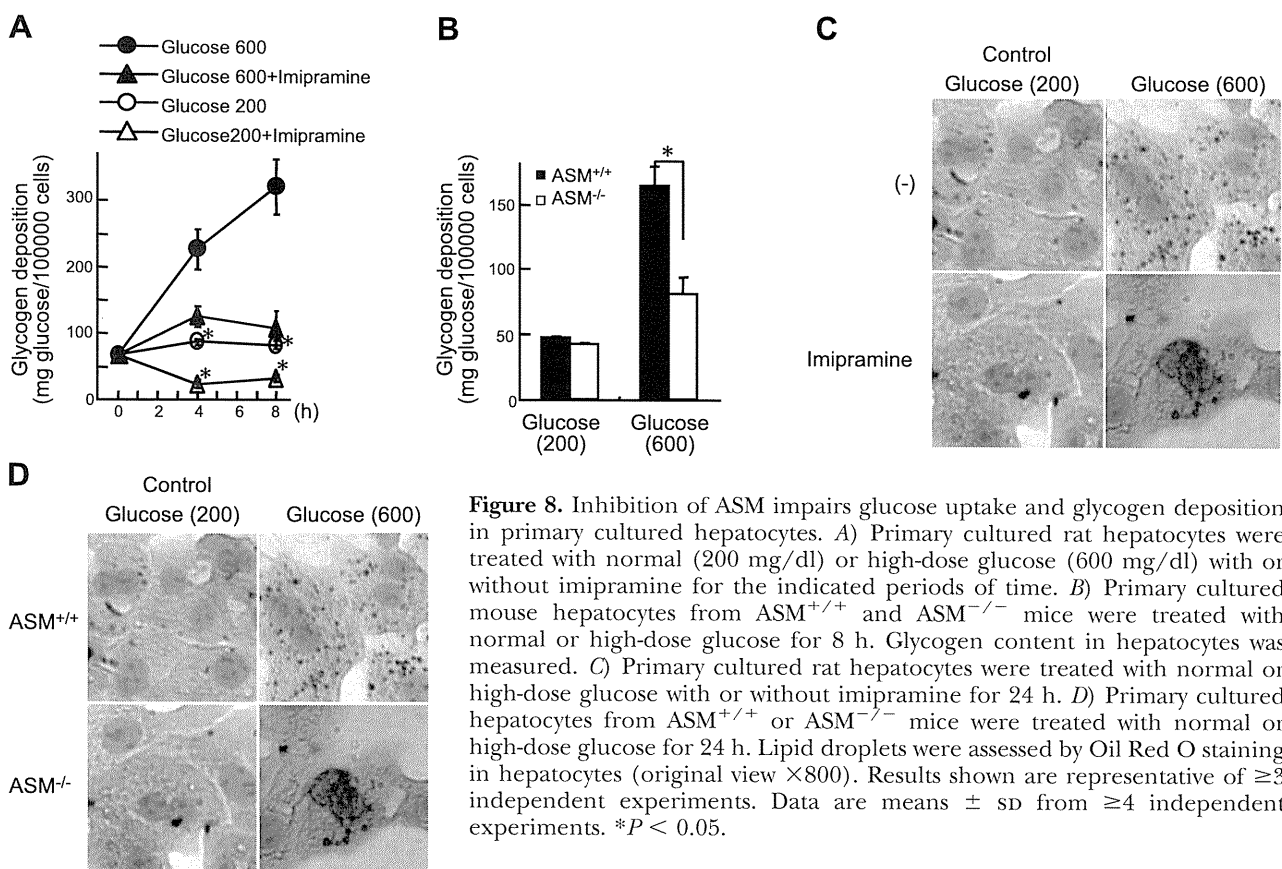 A
Glucose 600
Glucose 600+Imipramine
Glucose 200
Glucose200+Imipramine
Glycogen deposition
(mg glucose/100000 cells)
300
200
100
0
0 2 4 6 8 (h)
*
*
*
*
B
Glycogen deposition
(mg glucose/100000 cells)
150
100
50
0
ASM+/+
ASM-/-
*
Glucose
(200)
Glucose
(600)
C
Control
Glucose (200) Glucose (600)
(-)
Imipramine
D
Control
Glucose (200) Glucose (600)
ASM+/+
ASM-/-
Figure 8. Inhibition of ASM impairs glucose uptake and glycogen deposition
in primary cultured hepatocytes. A) Primary cultured rat hepatocytes were
treated with normal (200 mg/dl) or high-dose glucose (600 mg/dl) with or
without imipramine for the indicated periods of time. B) Primary cultured
mouse hepatocytes from ASM+/+ and ASM−/− mice were treated with
normal or high-dose glucose for 8 h. Glycogen content in hepatocytes was
measured. C) Primary cultured rat hepatocytes were treated with normal or
high-dose glucose with or without imipramine for 24 h. D) Primary cultured
hepatocytes from ASM+/+ or ASM−/− mice were treated with normal or
high-dose glucose for 24 h. Lipid droplets were assessed by Oil Red O staining
in hepatocytes (original view ×800). Results shown are representative of ≥3
independent experiments. Data are means ± SD from ≥4 independent
experiments. *P < 0.05.